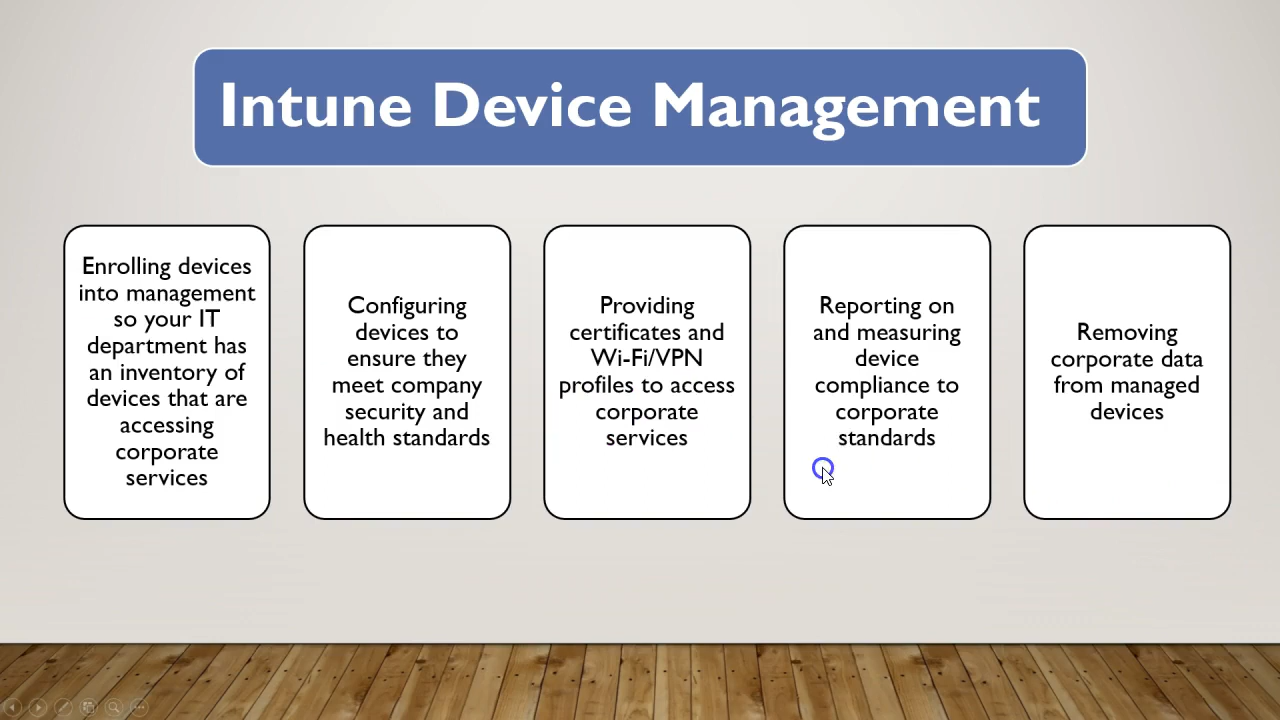 Intune Device Management
Enrolling devices
into management
so your IT
department has
an inventory of
devices that are
accessing
corporate
services
Configuring
devices to
ensure they
meet company
security and
health standards
Providing
certificates and
Wi-Fi/VPN
profiles to access
corporate
services
Reporting on
and measuring
device
compliance to
corporate
standards
Removing
corporate data
from managed
devices